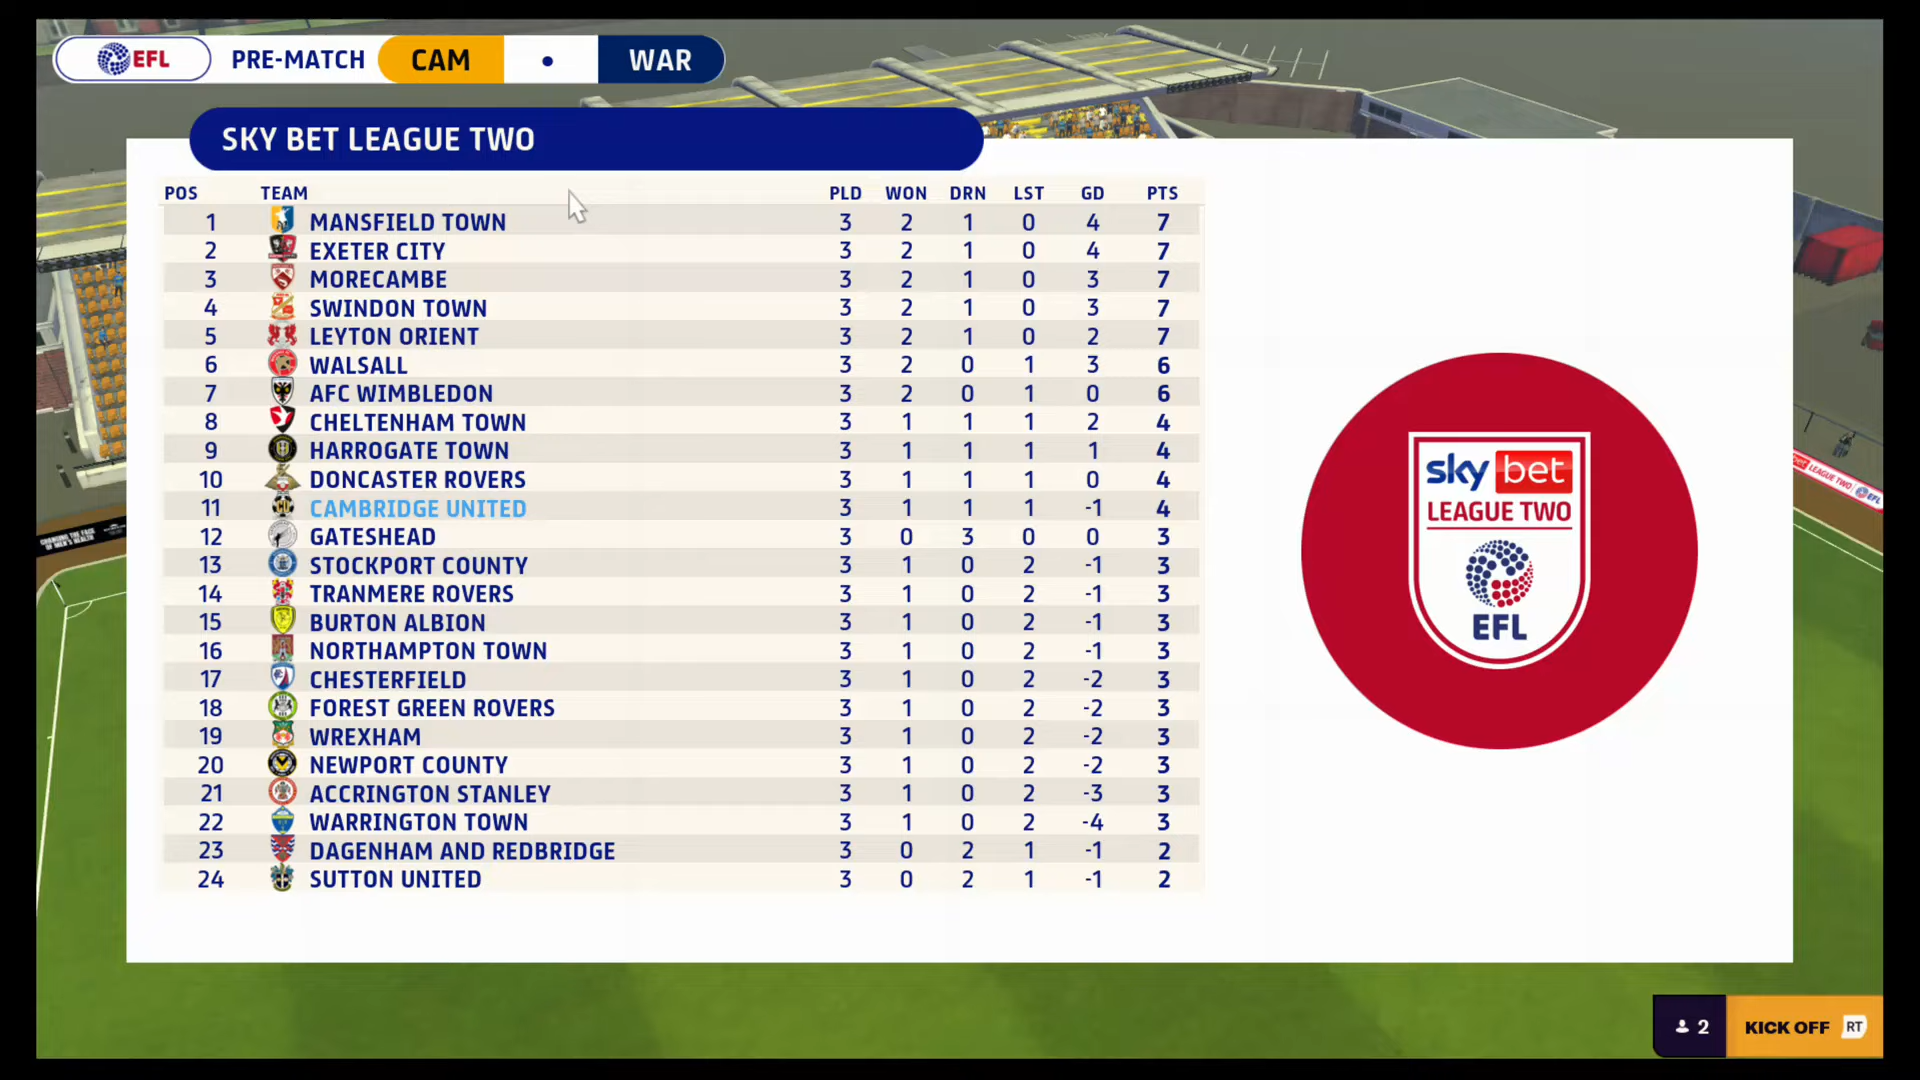 EFL PRE-MATCH CAM • WAR
SKY BET LEAGUE TWO
POS TEAM PLD WON DRN LST GD PTS
1 MANSFIELD TOWN 3 2 1 0 4 7
2 EXETER CITY 3 2 1 0 4 7
3 MORECAMBE 3 2 1 0 3 7
4 SWINDON TOWN 3 2 1 0 3 7
5 LEYTON ORIENT 3 2 1 0 2 7
6 WALSALL 3 2 0 1 3 6
7 AFC WIMBLEDON 3 2 0 1 0 6
8 CHELTENHAM TOWN 3 1 1 1 2 4
9 HARROGATE TOWN 3 1 1 1 1 4
10 DONCASTER ROVERS 3 1 1 1 0 4
11 CAMBRIDGE UNITED 3 1 1 1 -1 4
12 GATESHEAD 3 0 3 0 0 3
13 STOCKPORT COUNTY 3 1 0 2 -1 3
14 TRANMERE ROVERS 3 1 0 2 -1 3
15 BURTON ALBION 3 1 0 2 -1 3
16 NORTHAMPTON TOWN 3 1 0 2 -1 3
17 CHESTERFIELD 3 1 0 2 -2 3
18 FOREST GREEN ROVERS 3 1 0 2 -2 3
19 WREXHAM 3 1 0 2 -2 3
20 NEWPORT COUNTY 3 1 0 2 -2 3
21 ACCRINGTON STANLEY 3 1 0 2 -3 3
22 WARRINGTON TOWN 3 1 0 2 -4 3
23 DAGENHAM AND REDBRIDGE 3 0 2 1 -1 2
24 SUTTON UNITED 3 0 2 1 -1 2
sky bet
LEAGUE TWO
EFL
bet LEAGUE TWO EFL
CHANGING THE FACE
OF MEN'S HEALTH
2 KICK OFF RT